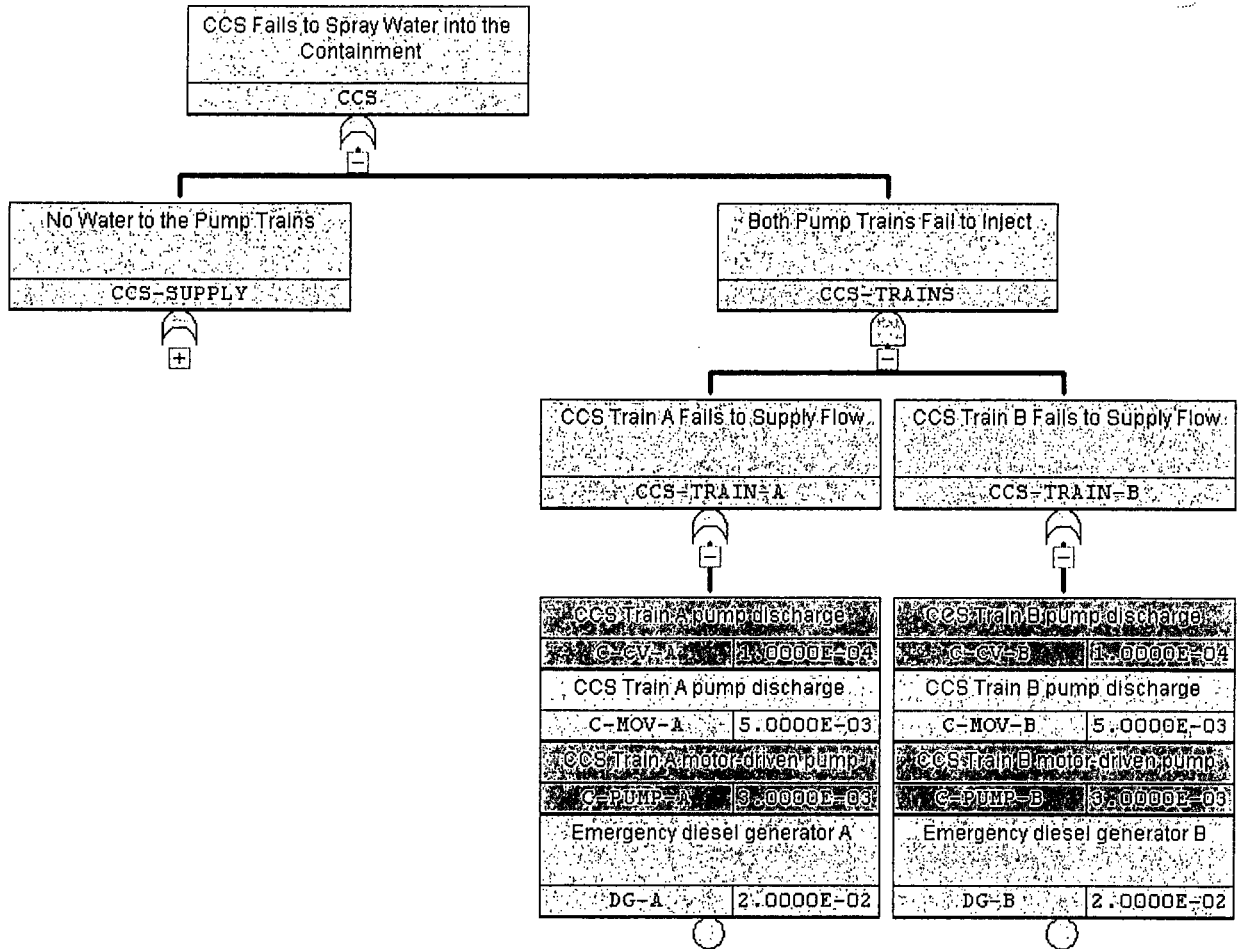 CCS Fails to Spray Water into the
Containment
CCS
No Water to the Pump Trains
CCS-SUPPLY
Both Pump Trains Fail to Inject
CCS-TRAINS
CCS Train A Fails to Supply Flow
CCS-TRAIN-A
CCS Train B Fails to Supply Flow
CCS-TRAIN-B
CCS Train A pump discharge
C-CV-A 1.0000E-04
CCS Train A pump discharge
C-MOV-A 5.0000E-03
CCS Train A motor-driven pump
C-PUMP-A 3.0000E-03
Emergency diesel generator A
DG-A 2.0000E-02
CCS Train B pump discharge
C-CV-B 1.0000E-04
CCS Train B pump discharge
C-MOV-B 5.0000E-03
CCS Train B motor-driven pump
C-PUMP-B 3.0000E-03
Emergency diesel generator B
DG-B 2.0000E-02